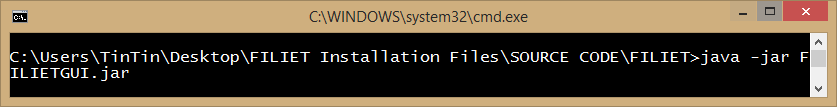 C:\WINDOWS\system32\cmd.exe
C:\Users\TinTin\Desktop\FILIET Installation Files\SOURCE CODE\FILIET>java -jar F
ILIETGUI.jar